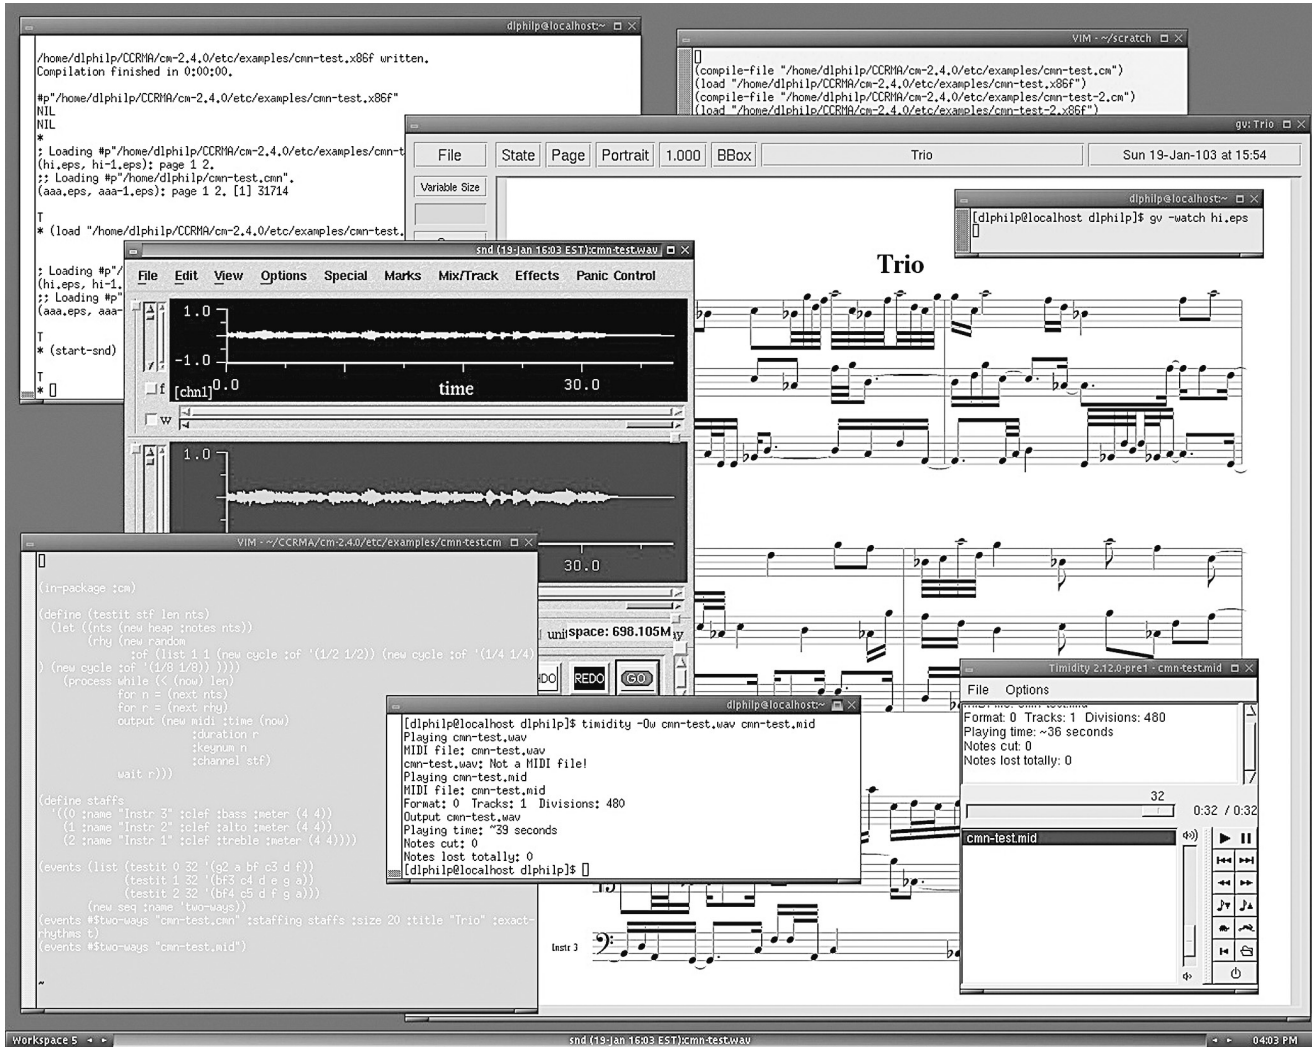 dlphilp@localhost:~
/home/dlphilp/CCRMA/cm-2.4.0/etc/examples/cmn-test.x86f written.
Compilation finished in 0:00:00.
#p"/home/dlphilp/CCRMA/cm-2.4.0/etc/examples/cmn-test.x86f"
NIL
NIL
*
; Loading #p"/home/dlphilp/CCRMA/cm-2.4.0/etc/examples/cmn-t
(hi.eps, hi-1.eps): page 1 2.
;; Loading #p"/home/dlphilp/cmn-test.cmn".
(aaa.eps, aaa-1.eps): page 1 2. [1] 31714
T
* (load "/home/dlphilp/CCRMA/cm-2.4.0/etc/examples/cmn-test.
; Loading #p"/
(hi.eps, hi-1.
;; Loading #p"
(aaa.eps, aaa-
T
* (start-snd)
T
*
VIM - ~/scratch
(compile-file "/home/dlphilp/CCRMA/cm-2.4.0/etc/examples/cmn-test.cm")
(load "/home/dlphilp/CCRMA/cm-2.4.0/etc/examples/cmn-test.x86f")
(compile-file "/home/dlphilp/CCRMA/cm-2.4.0/etc/examples/cmn-test-2.cm")
(load "/home/dlphilp/CCRMA/cm-2.4.0/etc/examples/cmn-test-2.x86f")
gv: Trio
File State Page Portrait 1.000 BBox Trio Sun 19-Jan-103 at 15:54
Variable Size
dlphilp@localhost:~
[dlphilp@localhost dlphilp]$ gv -watch hi.eps
Trio
Instr 3
snd (19-Jan 16:03 EST):cmn-test.wav
File Edit View Options Special Marks Mix/Track Effects Panic Control
1.0
-1.0
f
[chn1] 0.0 time 30.0
w
1.0
30.0
space: 698.105M
REDO GO
VIM - ~/CCRMA/cm-2.4.0/etc/examples/cmn-test.cm
(in-package :cm)
(define (testit stf len nts)
(let ((nts (new heap :notes nts))
(rhy (new random
:of (list 1 1 (new cycle :of '(1/2 1/2)) (new cycle :of '(1/4 1/4)
) (new cycle :of '(1/8 1/8)) ))))
(process while (< (now) len)
for n = (next nts)
for r = (next rhy)
output (new midi :time (now)
:duration r
:keynum n
:channel stf)
wait r)))
(define staffs
'((0 :name "Instr 3" :clef :bass :meter (4 4))
(1 :name "Instr 2" :clef :alto :meter (4 4))
(2 :name "Instr 1" :clef :treble :meter (4 4))))
(events (list (testit 0 32 '(g2 a bf c3 d f))
(testit 1 32 '(bf3 c4 d e g a))
(testit 2 32 '(bf4 c5 d f g a)))
(new seq :name 'two-ways))
(events #$two-ways "cmn-test.cmn" :staffing staffs :size 20 :title "Trio" :exact-
rhythms t)
(events #$two-ways "cmn-test.mid")
~
dlphilp@localhost:~
[dlphilp@localhost dlphilp]$ timidity -Ow cmn-test.wav cmn-test.mid
Playing cmn-test.wav
MIDI file: cmn-test.wav
cmn-test.wav: Not a MIDI file!
Playing cmn-test.mid
MIDI file: cmn-test.mid
Format: 0 Tracks: 1 Divisions: 480
Output cmn-test.wav
Playing time: ~39 seconds
Notes cut: 0
Notes lost totally: 0
[dlphilp@localhost dlphilp]$
Timidity 2.12.0-pre1 - cmn-test.mid
File Options
Format: 0 Tracks: 1 Divisions: 480
Playing time: ~36 seconds
Notes cut: 0
Notes lost totally: 0
32
0:32 / 0:32
cmn-test.mid
Workspace 5 snd (19-Jan 16:03 EST):cmn-test.wav 04:03 PM